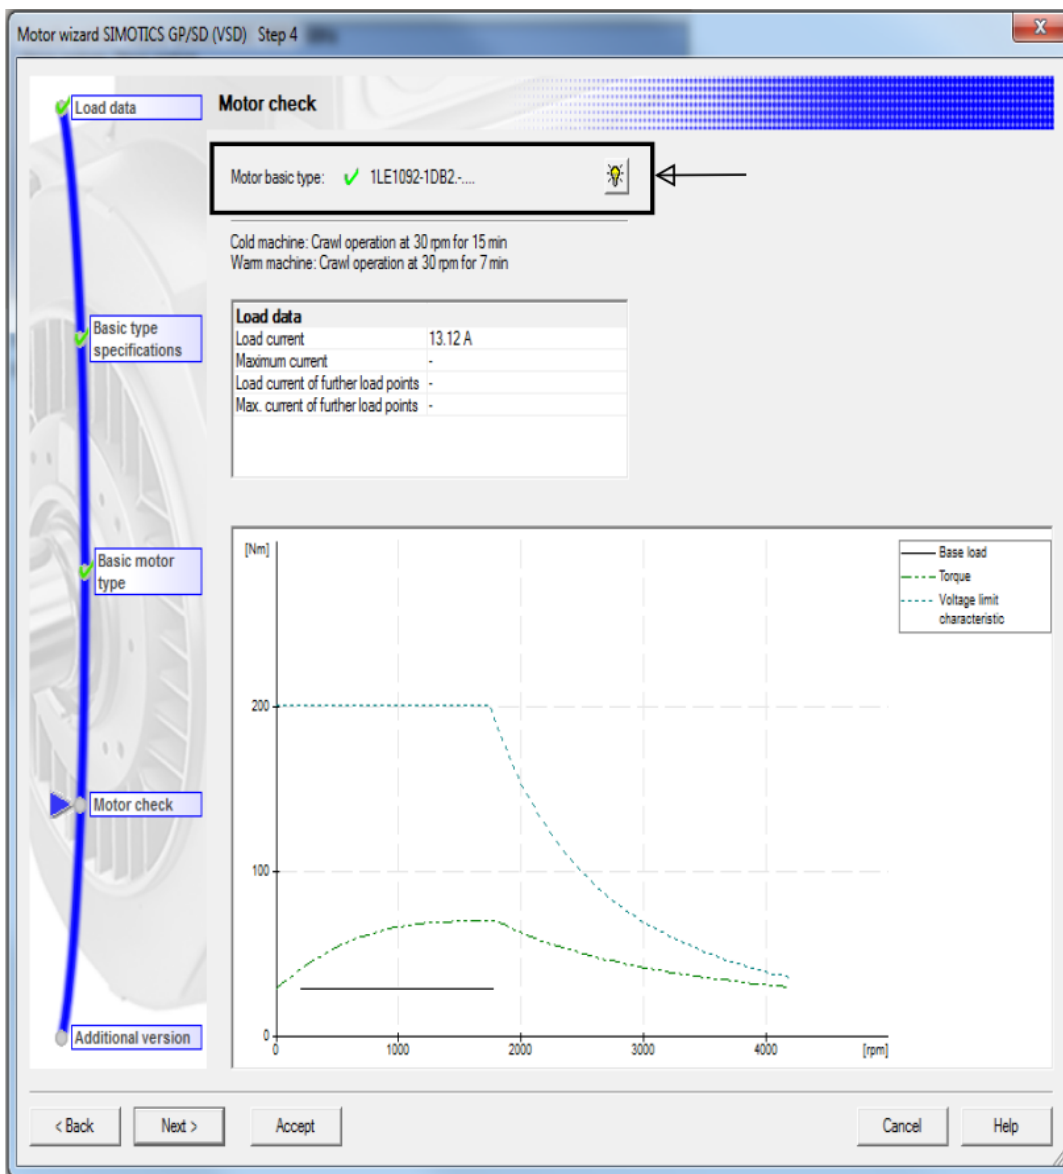 Motor wizard SIMOTICS GP/SD (VSD) Step 4
X
Load data
Basic type
specifications
Basic motor
type
Motor check
Additional version
Motor check
Motor basic type: 1LE1092-1DB2.-....
Cold machine: Crawl operation at 30 rpm for 15 min
Warm machine: Crawl operation at 30 rpm for 7 min
Load data
Load current 13.12 A
Maximum current -
Load current of further load points -
Max. current of further load points -
[Nm]
Base load
Torque
Voltage limit
characteristic
200
100
0
0 1000 2000 3000 4000 [rpm]
< Back Next > Accept Cancel Help